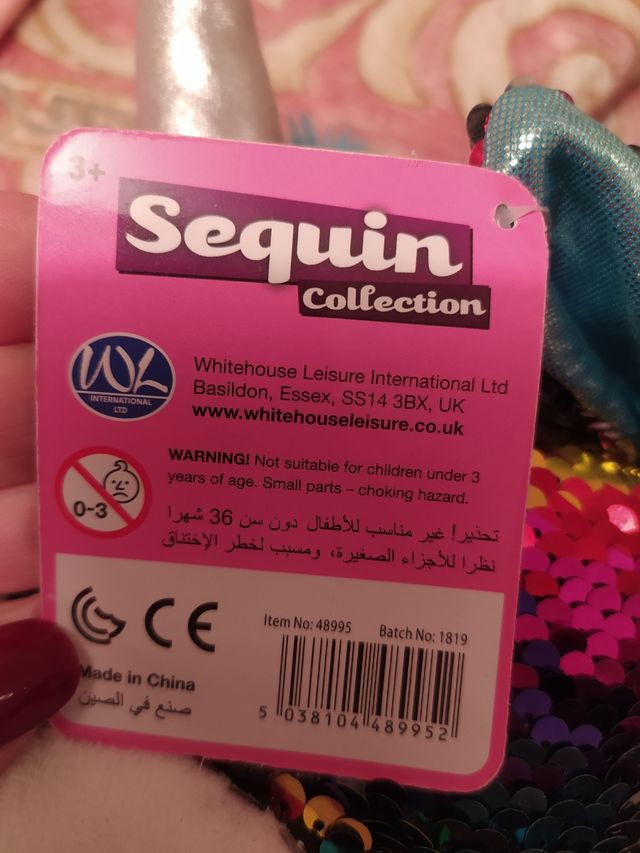 3+
Sequin
Collection
WL
INTERNATIONAL
LTD
Whitehouse Leisure International Ltd
Basildon, Essex, SS14 3BX, UK
www.whitehouseleisure.co.uk
0-3
WARNING! Not suitable for children under 3
years of age. Small parts – choking hazard.
تحذير! غير مناسب للأطفال دون سن 36 شهرا
نظرا للأجزاء الصغيرة، ومسبب لخطر الإختناق
CE
Item No: 48995 Batch No: 1819
Made in China
صنع في الصين
5 038104 489952